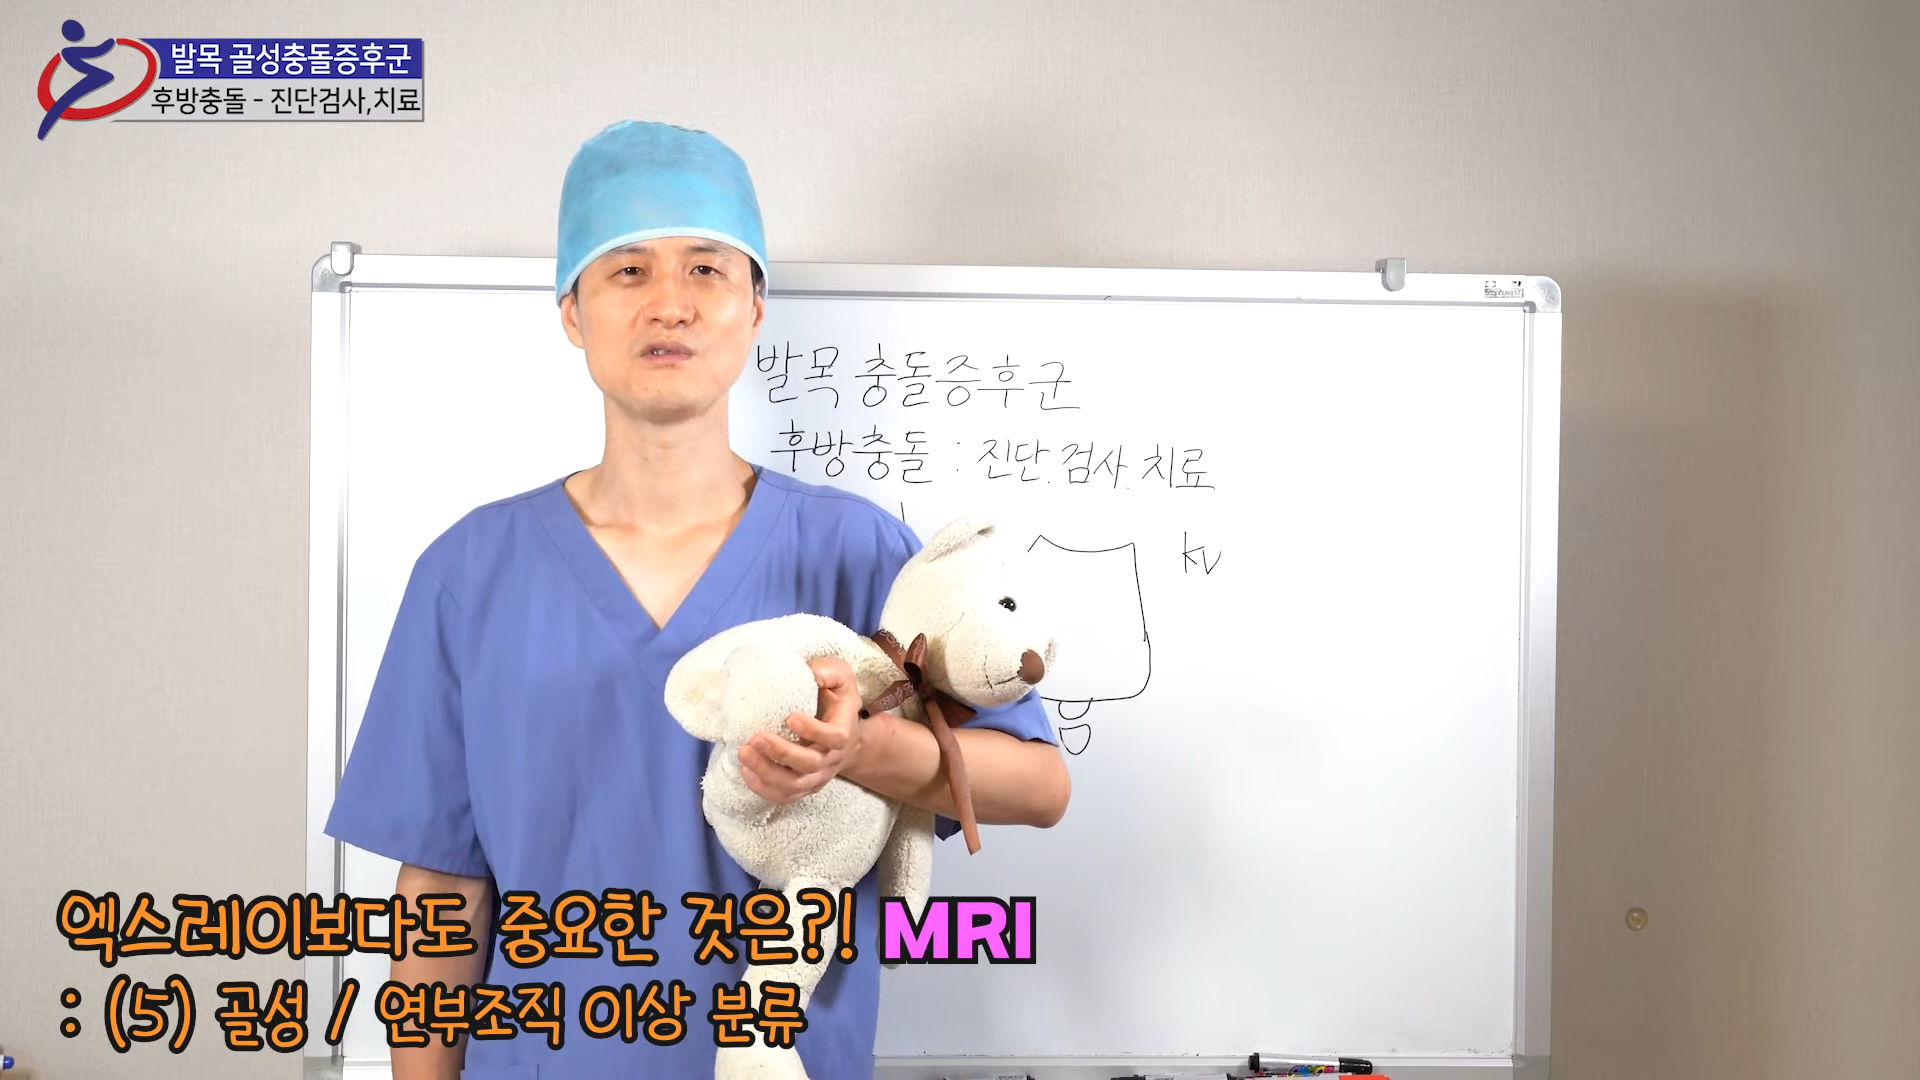 발목 골성충돌증후군
후방충돌 - 진단검사,치료
발목 충돌증후군
후방충돌 : 진단.검사.치료
엑스레이보다도 중요한 것은?! MRI
: (5) 골성 / 연부조직 이상 분류